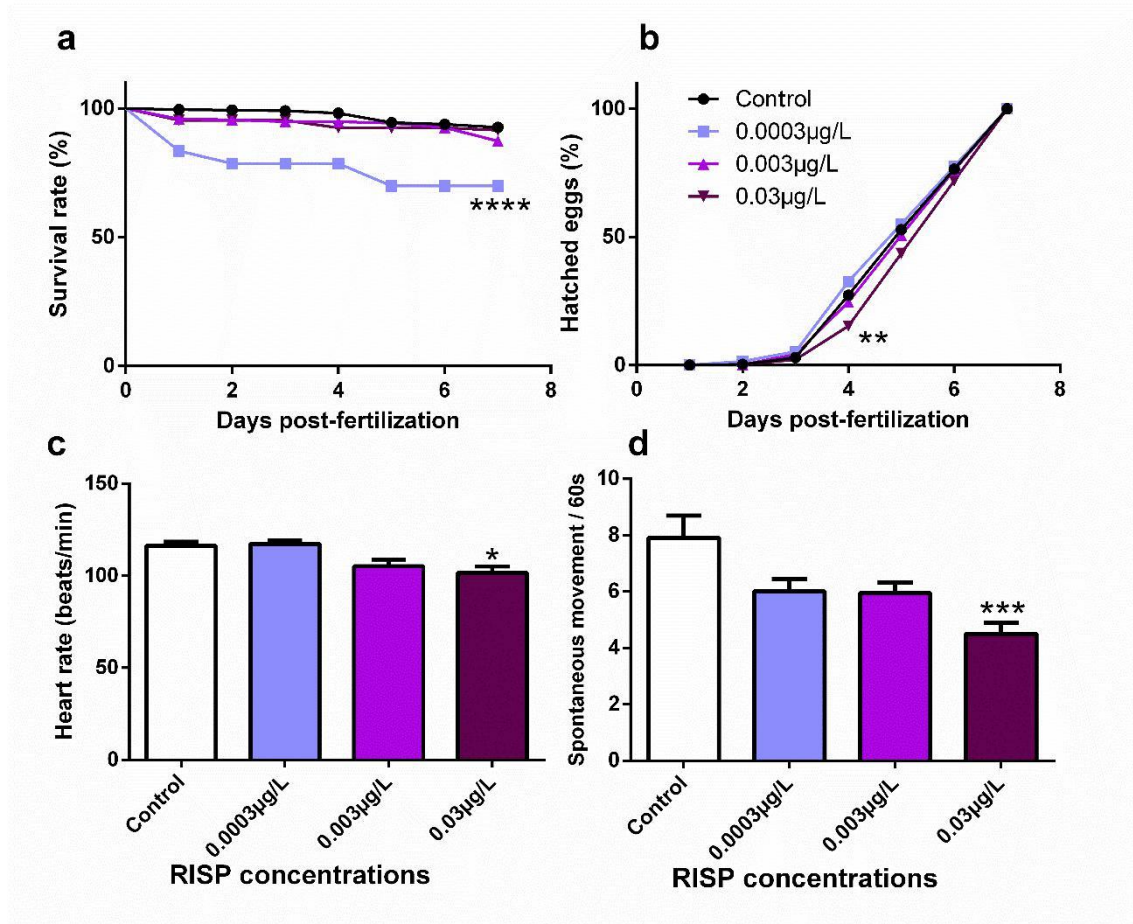 a
Survival rate (%)
100
50
0
0 2 4 6 8
Days post-fertilization
****
b
Hatched eggs (%)
100
50
0
0 2 4 6 8
Days post-fertilization
Control
0.0003µg/L
0.003µg/L
0.03µg/L
**
c
Heart rate (beats/min)
150
100
50
0
*
Control
0.0003µg/L
0.003µg/L
0.03µg/L
RISP concentrations
d
Spontaneous movement / 60s
10
8
6
4
2
0
***
Control
0.0003µg/L
0.003µg/L
0.03µg/L
RISP concentrations